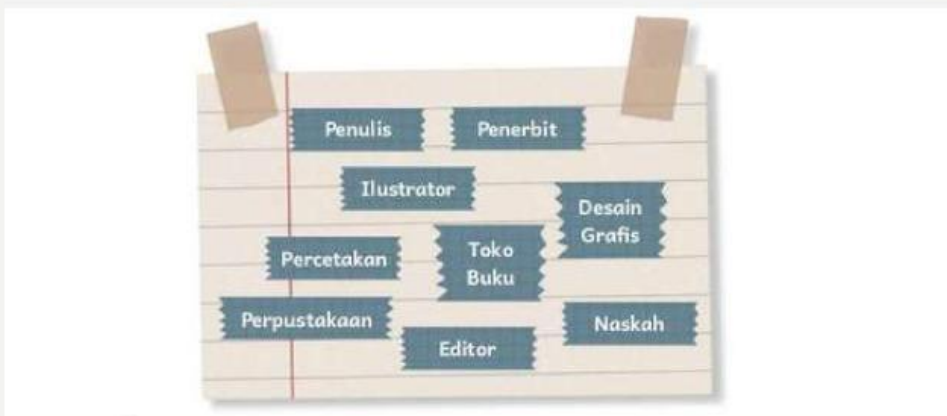 Penulis
Penerbit
Ilustrator
Desain
Grafis
Percetakan
Toko
Buku
Perpustakaan
Naskah
Editor